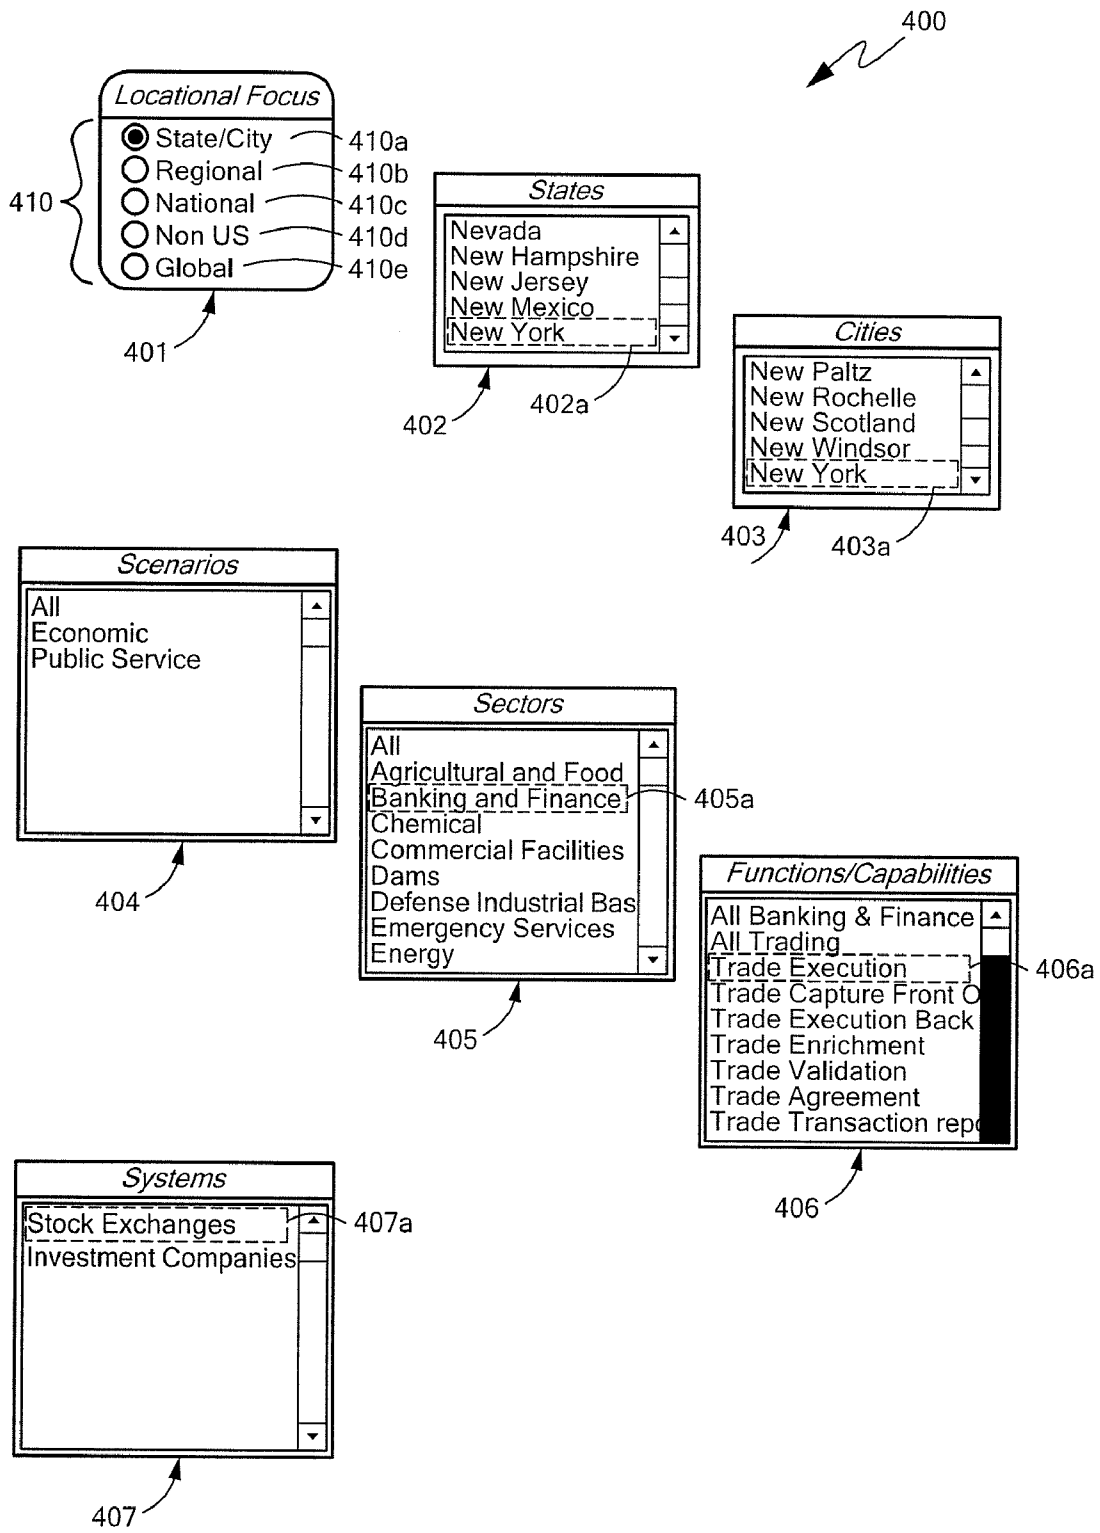 400
Locational Focus
State/City 410a
Regional 410b
410 National 410c
Non US 410d
Global 410e
401
States
Nevada
New Hampshire
New Jersey
New Mexico
New York
402a
402
Cities
New Paltz
New Rochelle
New Scotland
New Windsor
New York
403
403a
Scenarios
All
Economic
Public Service
404
Sectors
All
Agricultural and Food
Banking and Finance 405a
Chemical
Commercial Facilities
Dams
Defense Industrial Bas
Emergency Services
Energy
405
Functions/Capabilities
All Banking & Finance
All Trading
Trade Execution 406a
Trade Capture Front O
Trade Execution Back
Trade Enrichment
Trade Validation
Trade Agreement
Trade Transaction repo
406
Systems
Stock Exchanges 407a
Investment Companies
407